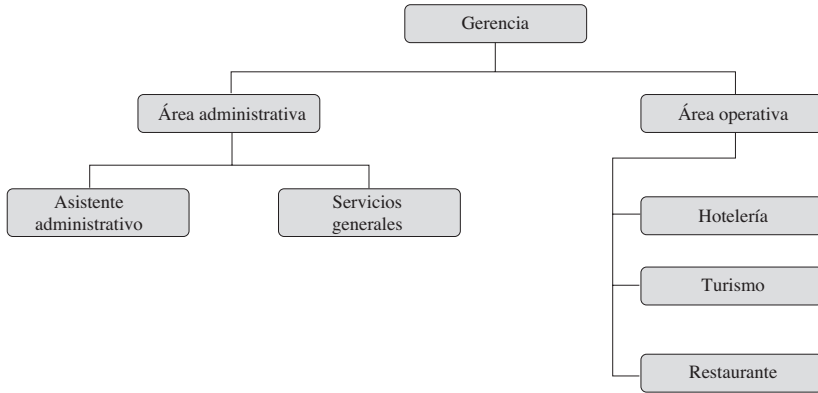 Gerencia
Área administrativa
Área operativa
Asistente
administrativo
Servicios
generales
Hotelería
Turismo
Restaurante